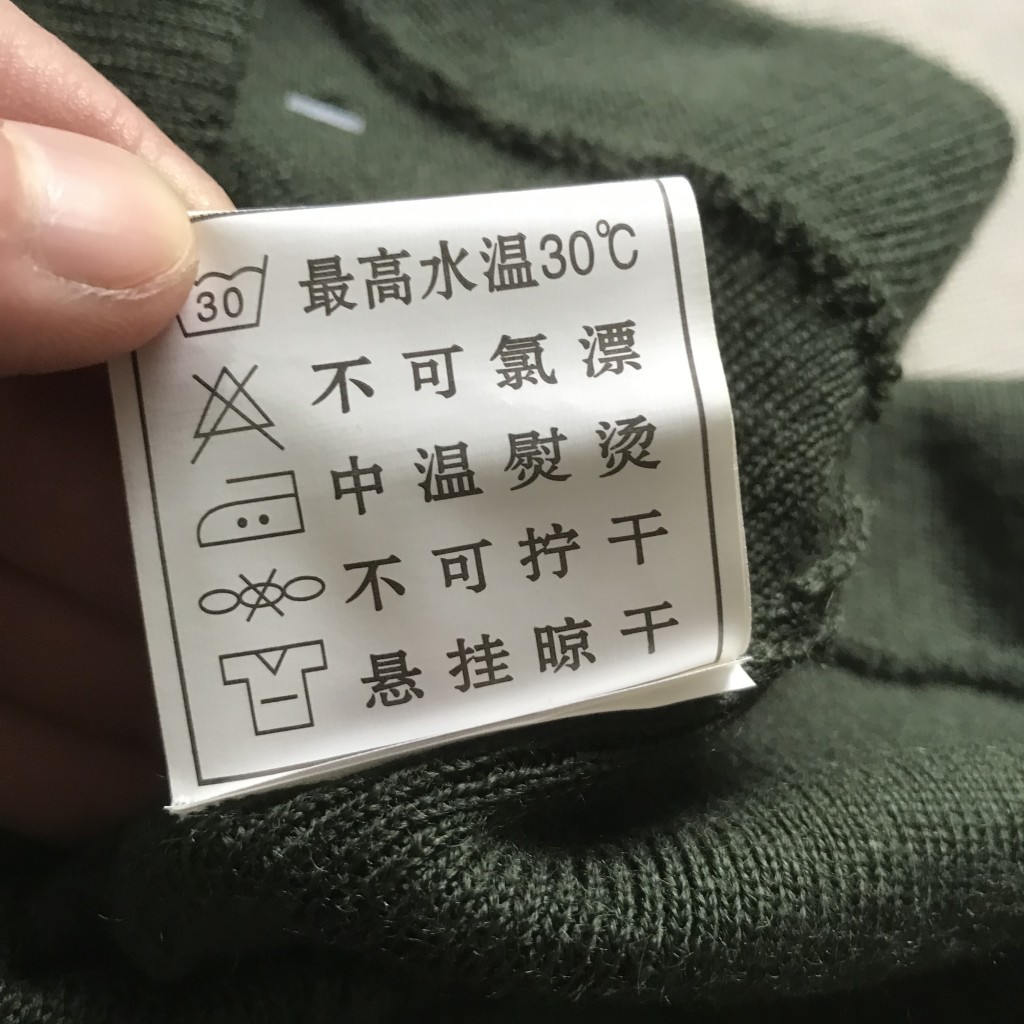 30 最高水温30℃
不可氯漂
中温熨烫
不可拧干
悬挂晾干